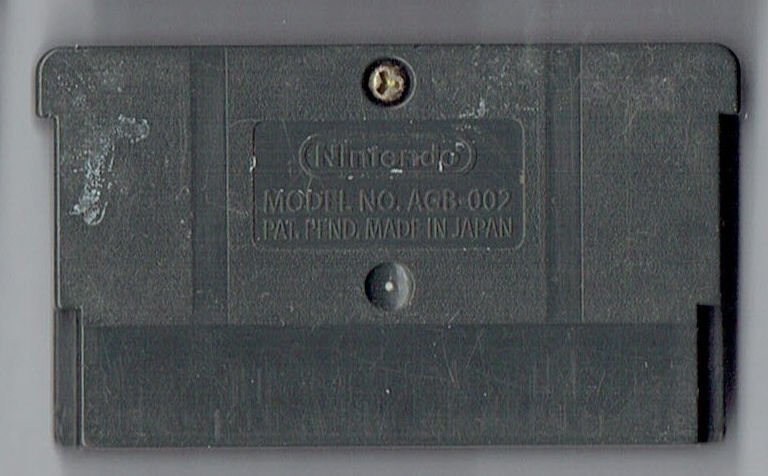 Nintendo
MODEL NO. AGB-002
PAT. PEND. MADE IN JAPAN